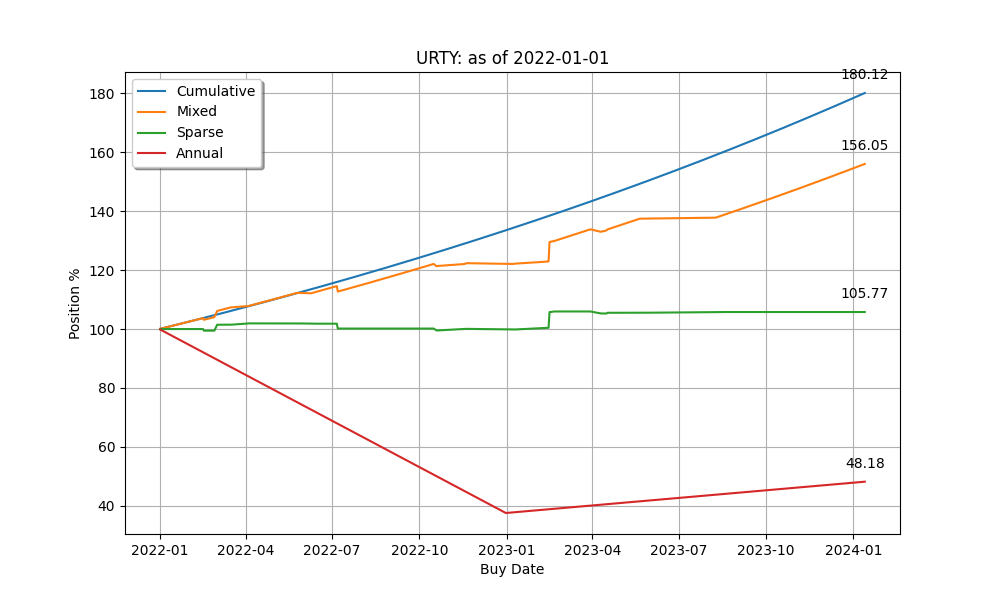 URTY: as of 2022-01-01
Cumulative
Mixed
Sparse
Annual
180.12
156.05
105.77
48.18
180
160
140
120
100
80
60
40
Position %
2022-01 2022-04 2022-07 2022-10 2023-01 2023-04 2023-07 2023-10 2024-01
Buy Date